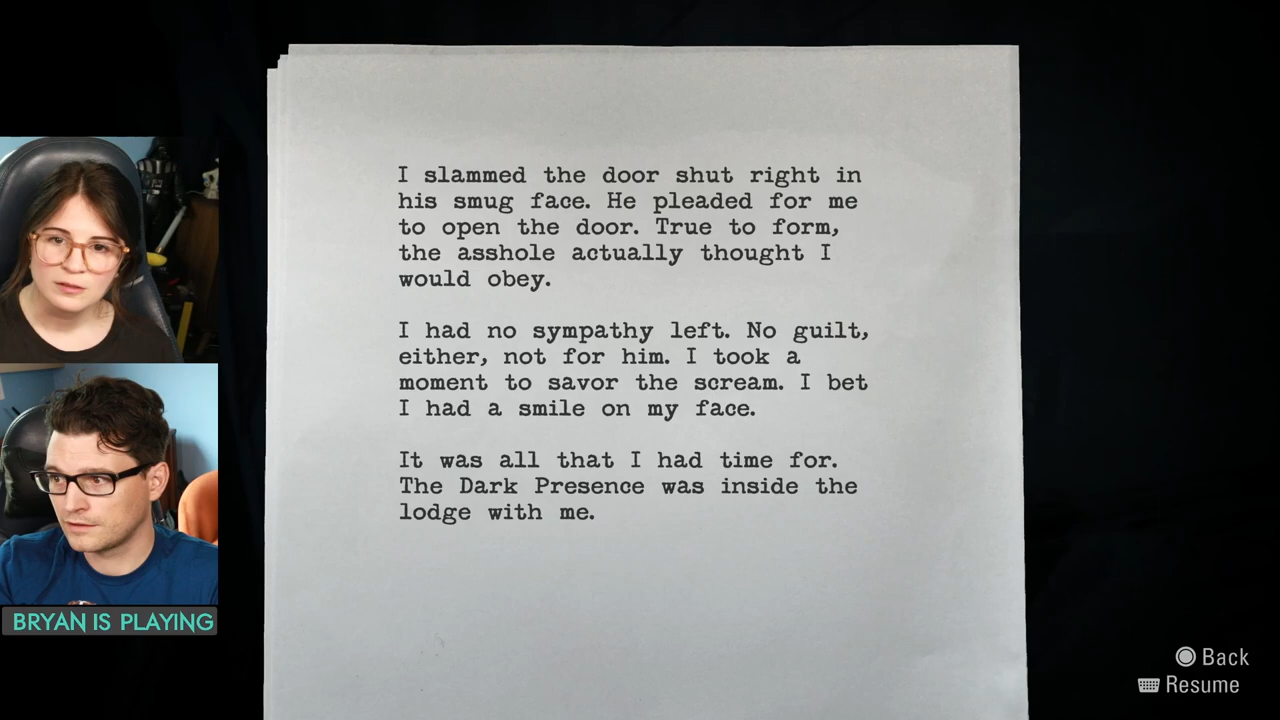 I slammed the door shut right in
his smug face. He pleaded for me
to open the door. True to form,
the asshole actually thought I
would obey.
I had no sympathy left. No guilt,
either, not for him. I took a
moment to savor the scream. I bet
I had a smile on my face.
It was all that I had time for.
The Dark Presence was inside the
lodge with me.
BRYAN IS PLAYING
Back
Resume